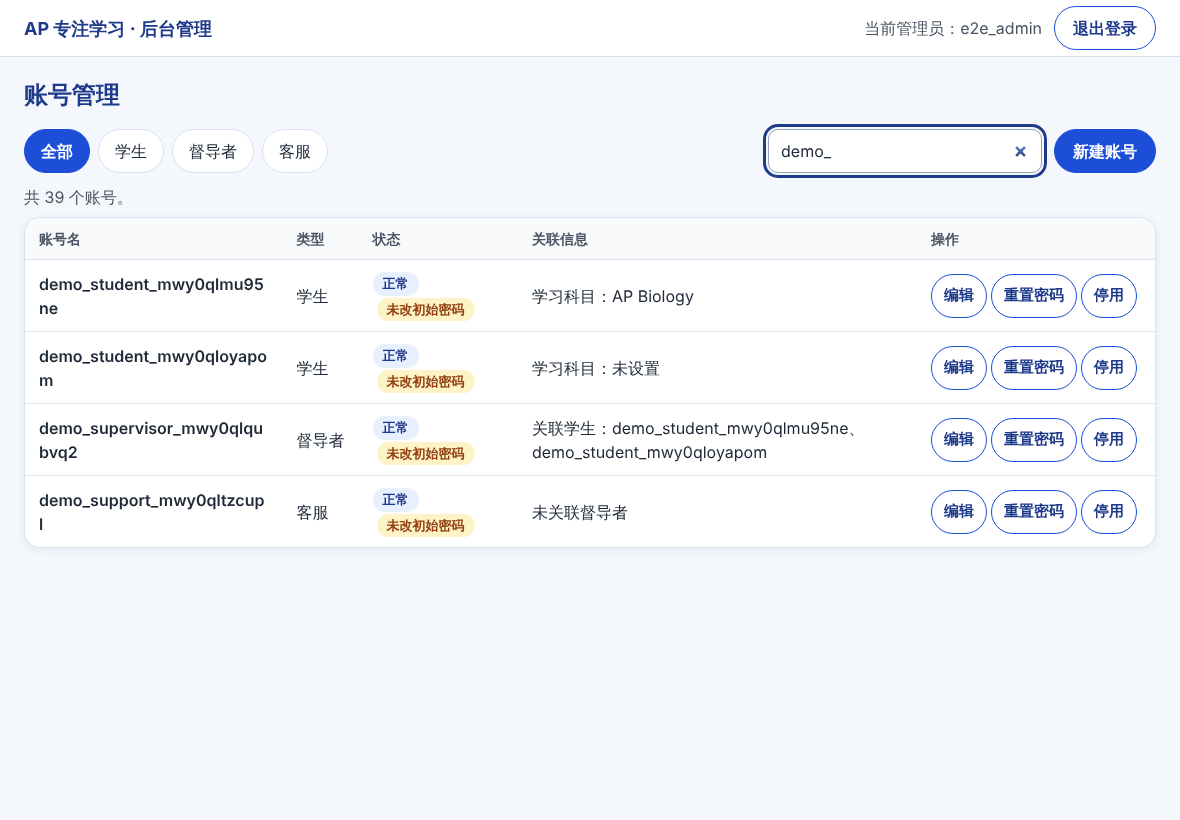 AP 专注学习 · 后台管理
当前管理员：e2e_admin
退出登录
账号管理
全部
学生
督导者
客服
demo_
新建账号
共 39 个账号。
账号名
类型
状态
关联信息
操作
demo_student_mwy0qlmu95
ne
学生
正常
未改初始密码
学习科目：AP Biology
编辑
重置密码
停用
demo_student_mwy0qloyapo
m
学生
正常
未改初始密码
学习科目：未设置
编辑
重置密码
停用
demo_supervisor_mwy0qlqu
bvq2
督导者
正常
未改初始密码
关联学生：demo_student_mwy0qlmu95ne、
demo_student_mwy0qloyapom
编辑
重置密码
停用
demo_support_mwy0qltzcup
l
客服
正常
未改初始密码
未关联督导者
编辑
重置密码
停用